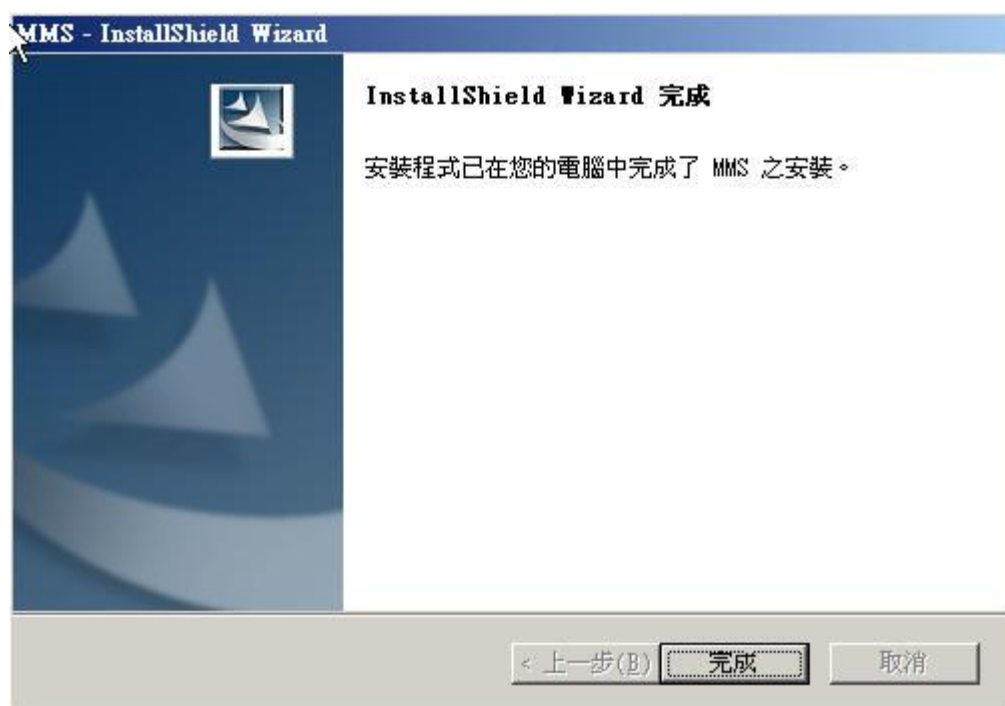 MMS - InstallShield Wizard
InstallShield Wizard 完成
安裝程式已在您的電腦中完成了 MMS 之安裝。
< 上一步(B)
完成
取消